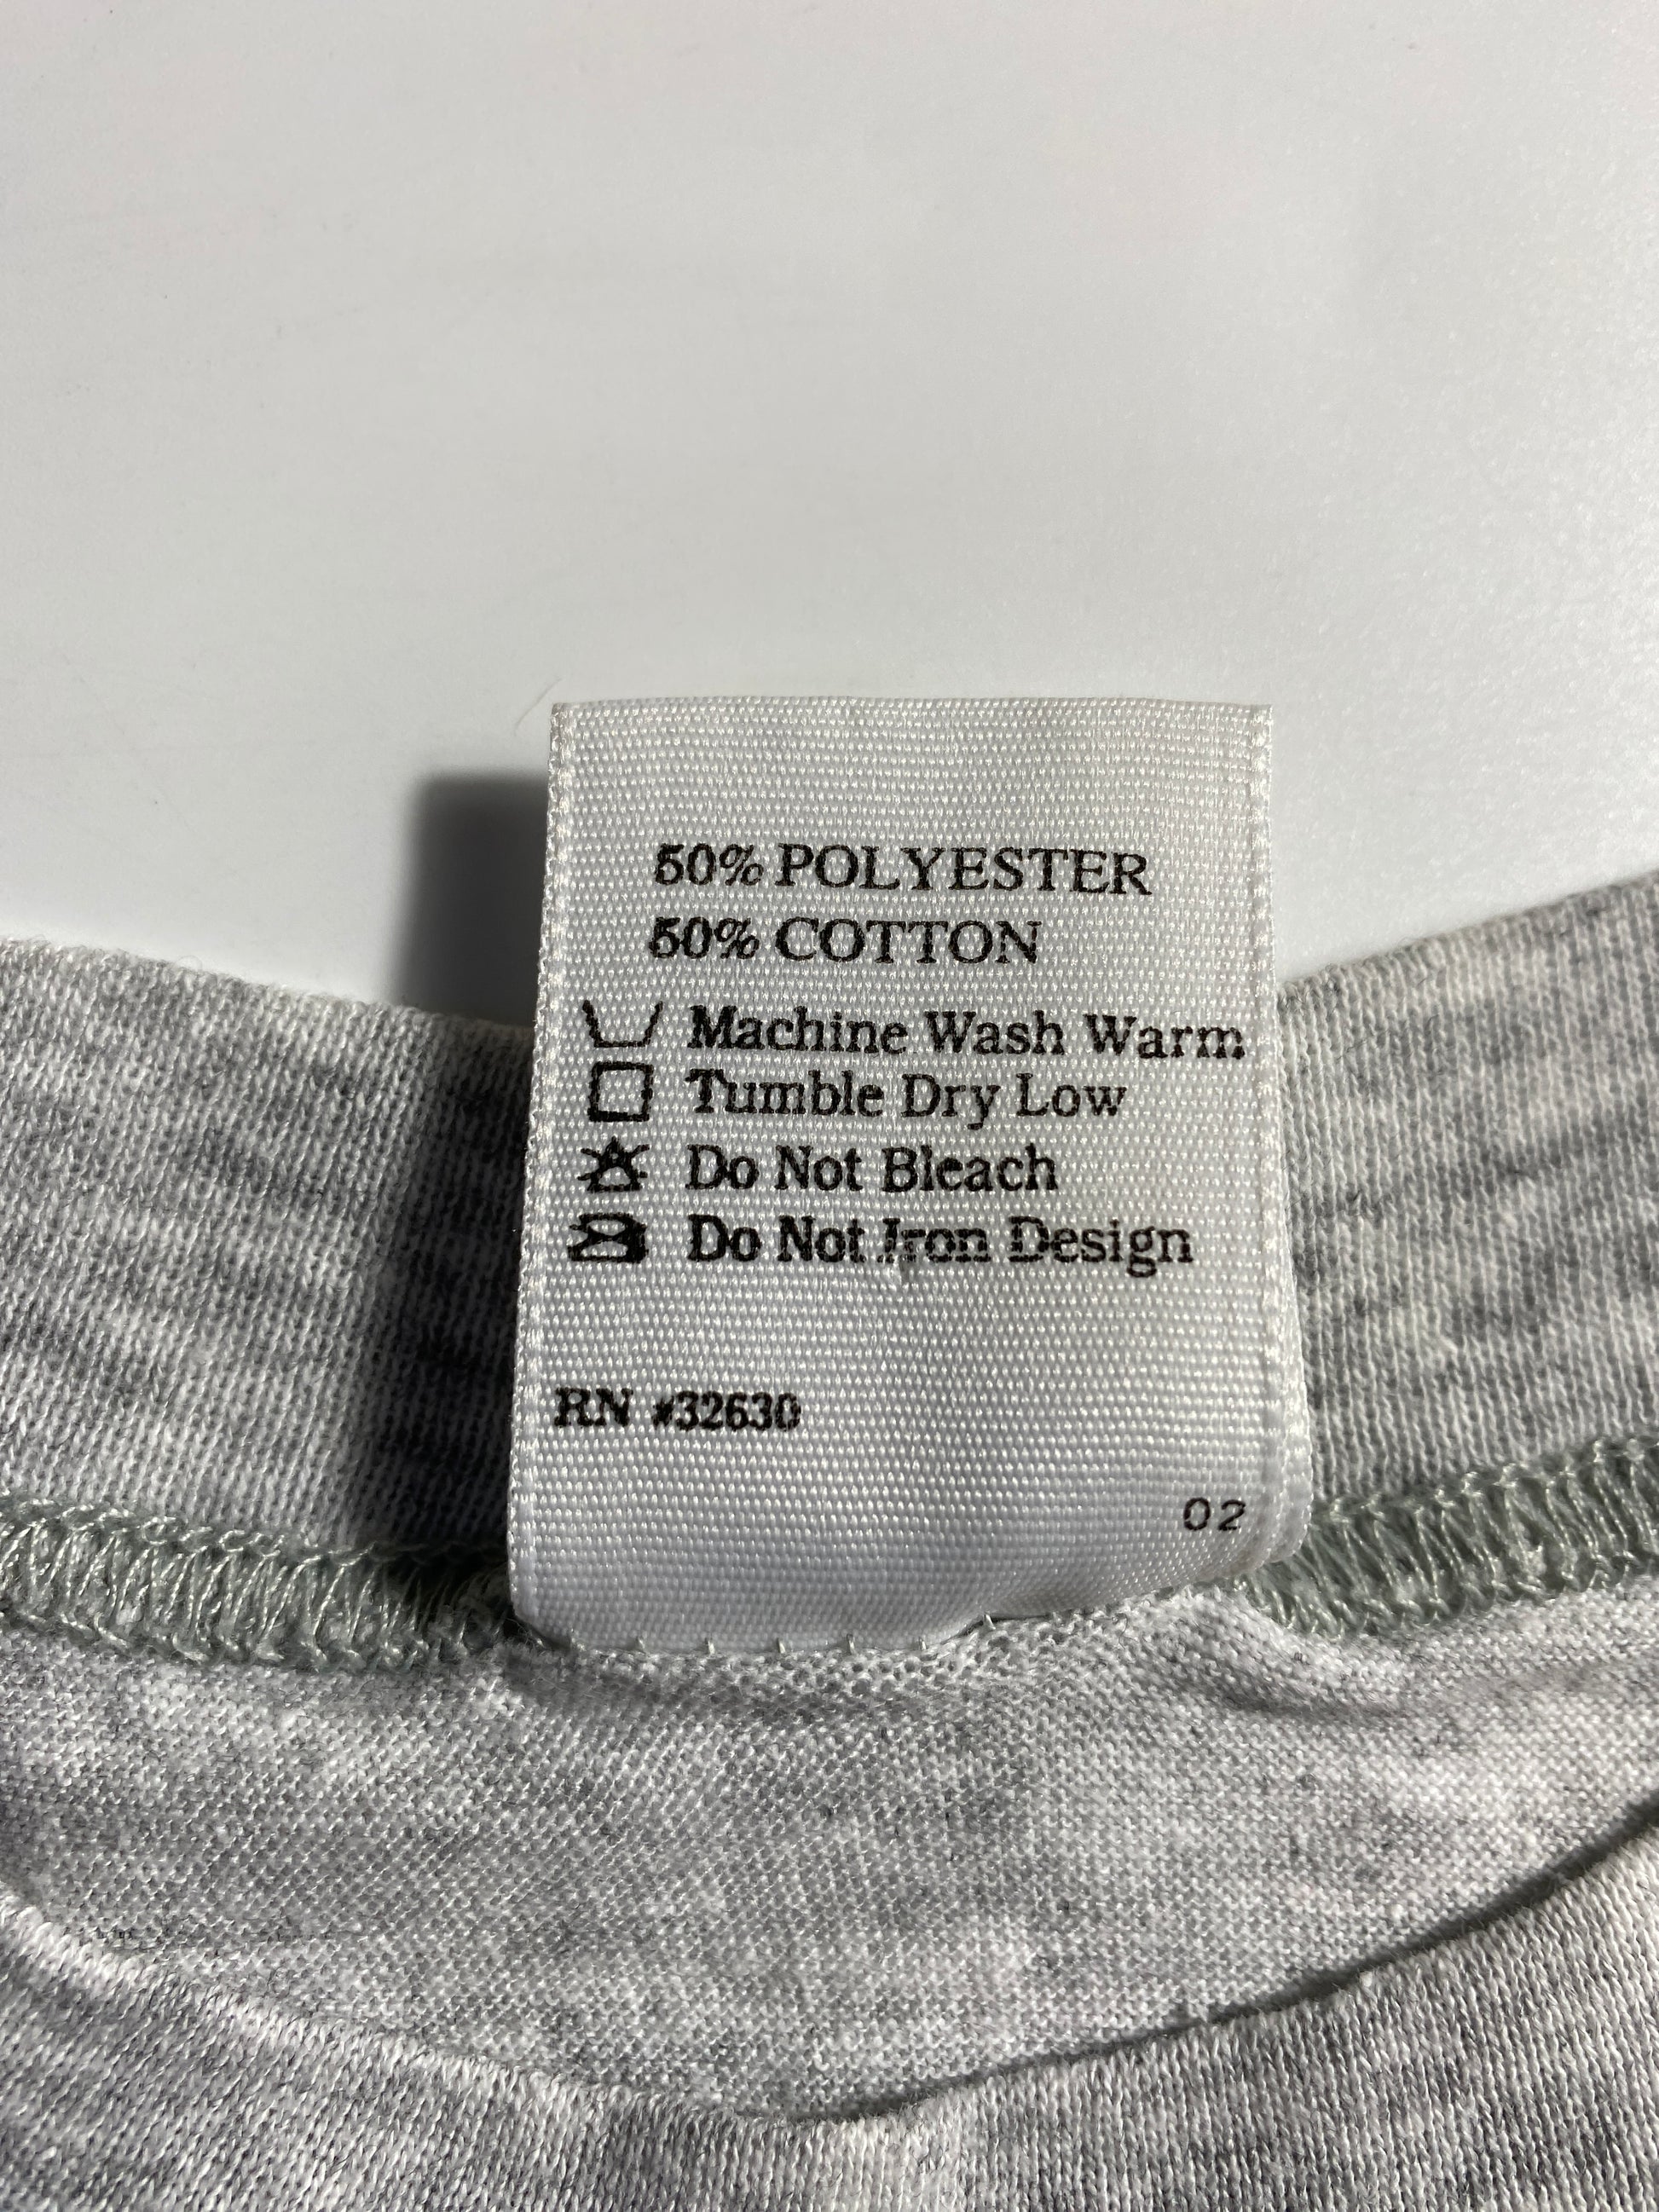 50% POLYESTER
50% COTTON
Machine Wash Warm
Tumble Dry Low
Do Not Bleach
Do Not Iron Design
RN #32630
02